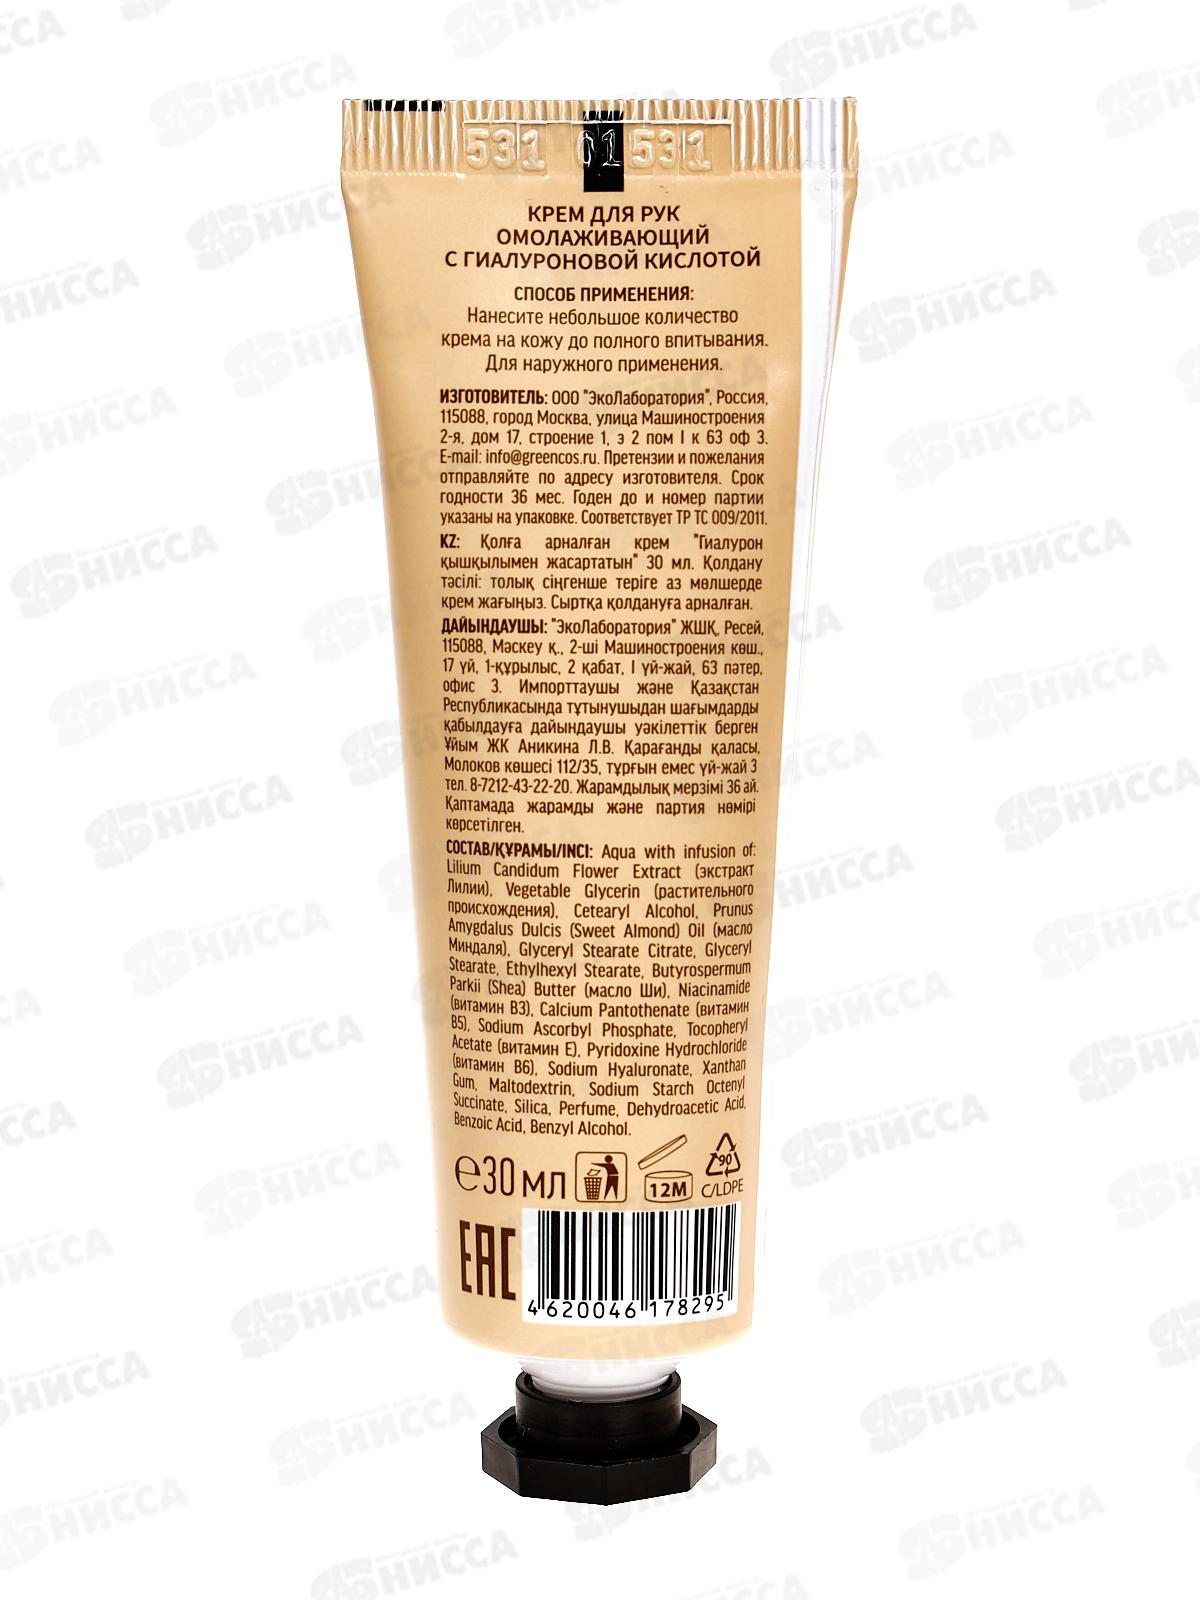 531 01 531
КРЕМ ДЛЯ РУК
ОМОЛАЖИВАЮЩИЙ
С ГИАЛУРОНОВОЙ КИСЛОТОЙ
СПОСОБ ПРИМЕНЕНИЯ:
Нанесите небольшое количество
крема на кожу до полного впитывания.
Для наружного применения.
ИЗГОТОВИТЕЛЬ: ООО "ЭкоЛаборатория", Россия,
115088, город Москва, улица Машиностроения
2-я, дом 17, строение 1, э 2 пом I к 63 оф 3.
E-mail: info@greencos.ru. Претензии и пожелания
отправляйте по адресу изготовителя. Срок
годности 36 мес. Годен до и номер партии
указаны на упаковке. Соответствует ТР ТС 009/2011.
KZ: Қолға арналған крем "Гиалурон
қышқылымен жасартатын" 30 мл. Қолдану
тәсілі: толық сіңгенше теріге аз мөлшерде
крем жағыңыз. Сыртқа қолдануға арналған.
ДАЙЫНДАУШЫ: "ЭкоЛаборатория" ЖШҚ, Ресей,
115088, Мәскеу қ., 2-ші Машиностроения көш.,
17 үй, 1-құрылыс, 2 қабат, I үй-жай, 63 пәтер,
офис 3. Импорттаушы және Қазақстан
Республикасында тұтынушыдан шағымдарды
қабылдауға дайындаушы уәкілеттік берген
Ұйым ЖК Аникина Л.В. Қарағанды қаласы,
Молоков көшесі 112/35, тұрғын емес үй-жай 3
тел. 8-7212-43-22-20. Жарамдылық мерзімі 36 ай.
Қаптамада жарамды және партия нөмірі
көрсетілген.
СОСТАВ/ҚҰРАМЫ/INCI: Aqua with infusion of:
Lilium Candidum Flower Extract (экстракт
Лилии), Vegetable Glycerin (растительного
происхождения), Cetearyl Alcohol, Prunus
Amygdalus Dulcis (Sweet Almond) Oil (масло
Миндаля), Glyceryl Stearate Citrate, Glyceryl
Stearate, Ethylhexyl Stearate, Butyrospermum
Parkii (Shea) Butter (масло Ши), Niacinamide
(витамин В3), Calcium Pantothenate (витамин
В5), Sodium Ascorbyl Phosphate, Tocopheryl
Acetate (витамин Е), Pyridoxine Hydrochloride
(витамин В6), Sodium Hyaluronate, Xanthan
Gum, Maltodextrin, Sodium Starch Octenyl
Succinate, Silica, Perfume, Dehydroacetic Acid,
Benzoic Acid, Benzyl Alcohol.
℮30 мл
12M
90
C/LDPE
EAC
4 620046 178295